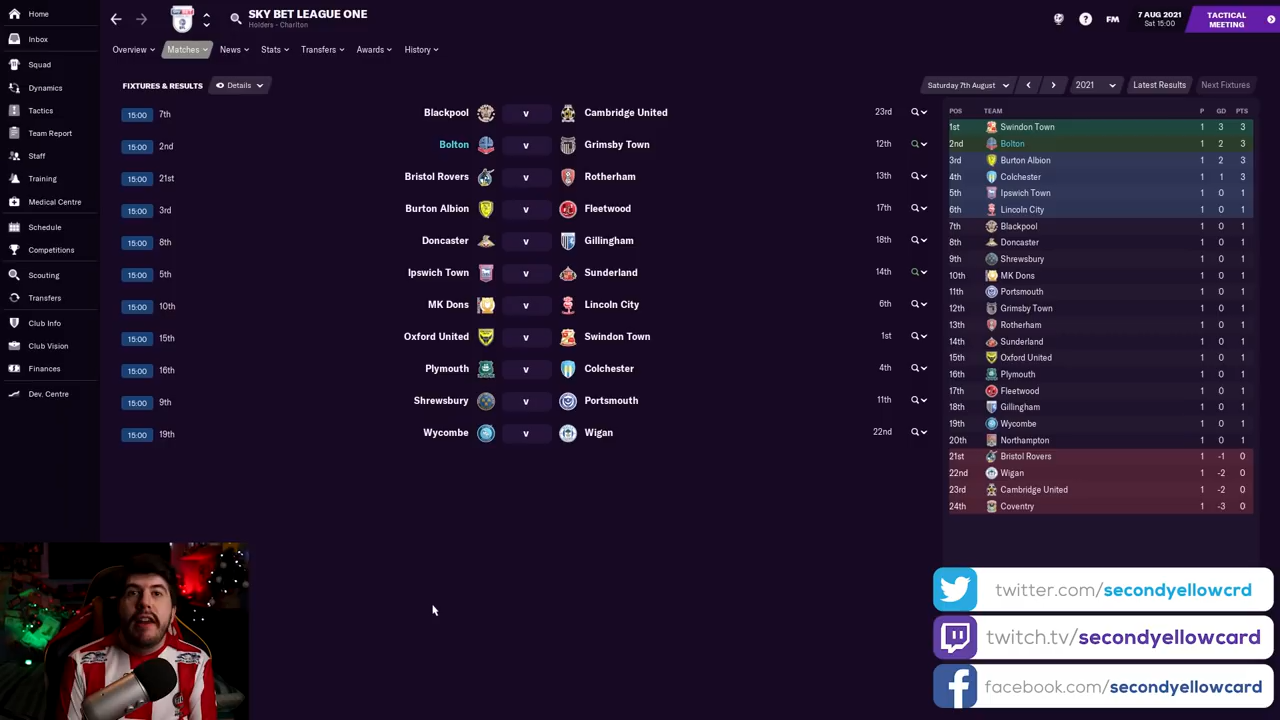 Home
Inbox
Squad
Dynamics
Tactics
Team Report
Staff
Training
Medical Centre
Schedule
Competitions
Scouting
Transfers
Club Info
Club Vision
Finances
Dev. Centre
SKY BET LEAGUE ONE
Holders - Charlton
FM
7 AUG 2021
Sat 15:00
TACTICAL
MEETING
Overview Matches News Stats Transfers Awards History
FIXTURES & RESULTS Details
Saturday 7th August 2021 Latest Results Next Fixtures
15:00 7th Blackpool v Cambridge United 23rd
15:00 2nd Bolton v Grimsby Town 12th
15:00 21st Bristol Rovers v Rotherham 13th
15:00 3rd Burton Albion v Fleetwood 17th
15:00 8th Doncaster v Gillingham 18th
15:00 5th Ipswich Town v Sunderland 14th
15:00 10th MK Dons v Lincoln City 6th
15:00 15th Oxford United v Swindon Town 1st
15:00 16th Plymouth v Colchester 4th
15:00 9th Shrewsbury v Portsmouth 11th
15:00 19th Wycombe v Wigan 22nd
POS TEAM P GD PTS
1st Swindon Town 1 3 3
2nd Bolton 1 2 3
3rd Burton Albion 1 2 3
4th Colchester 1 1 3
5th Ipswich Town 1 0 1
6th Lincoln City 1 0 1
7th Blackpool 1 0 1
8th Doncaster 1 0 1
9th Shrewsbury 1 0 1
10th MK Dons 1 0 1
11th Portsmouth 1 0 1
12th Grimsby Town 1 0 1
13th Rotherham 1 0 1
14th Sunderland 1 0 1
15th Oxford United 1 0 1
16th Plymouth 1 0 1
17th Fleetwood 1 0 1
18th Gillingham 1 0 1
19th Wycombe 1 0 1
20th Northampton 1 0 1
21st Bristol Rovers 1 -1 0
22nd Wigan 1 -2 0
23rd Cambridge United 1 -2 0
24th Coventry 1 -3 0
twitter.com/secondyellowcrd
twitch.tv/secondyellowcard
facebook.com/secondyellowcard